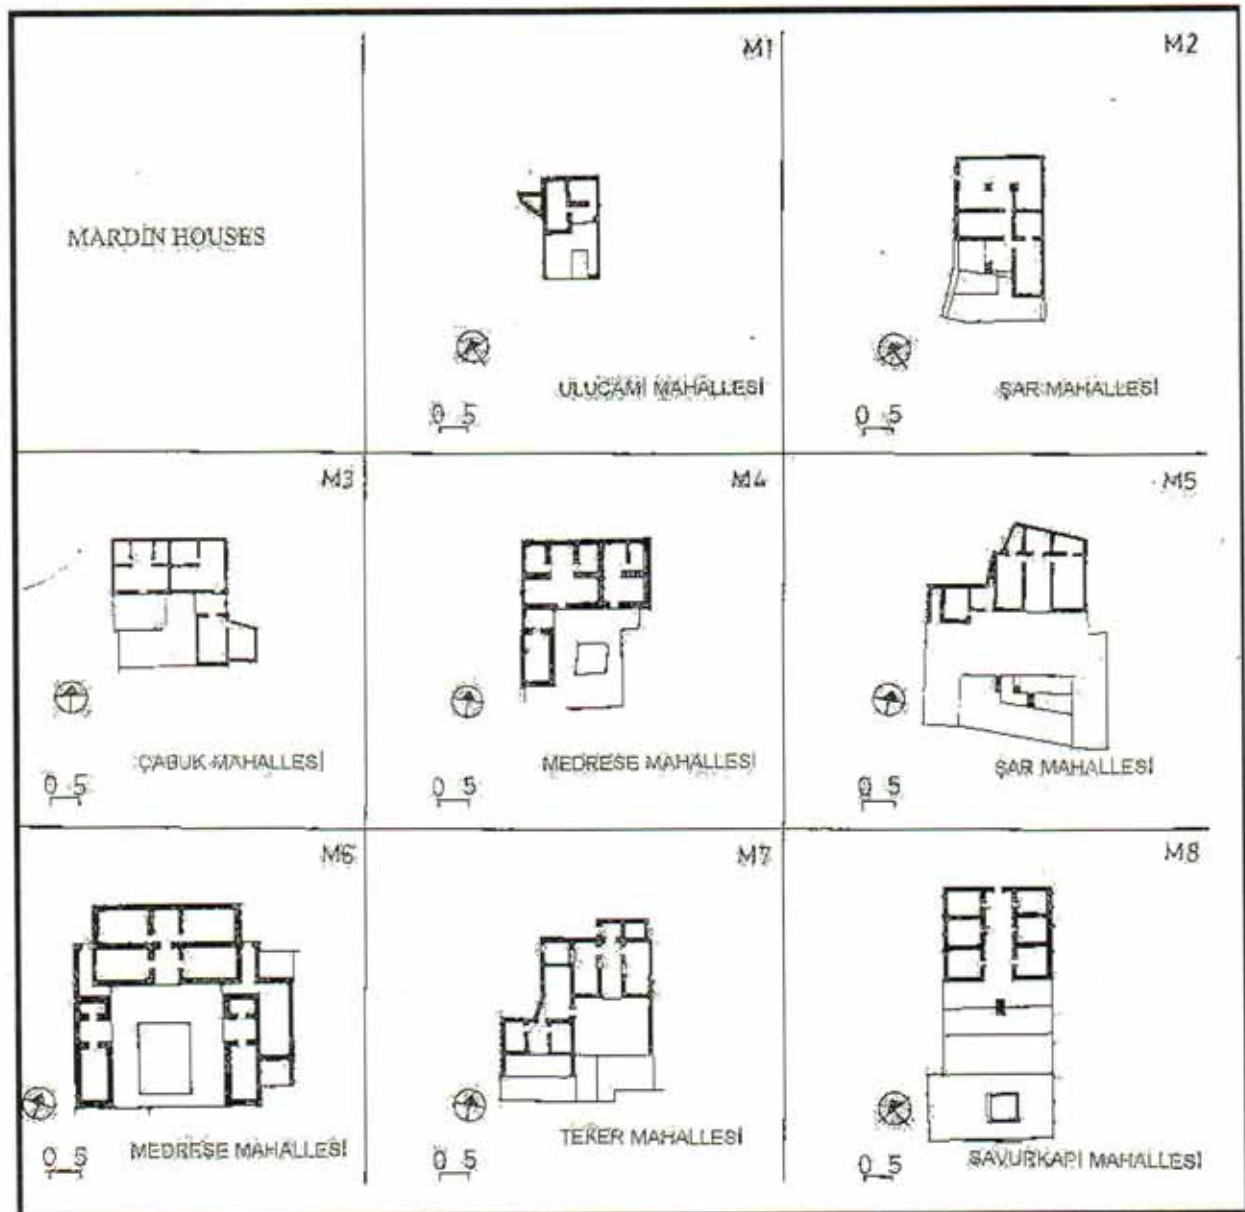 MARDİN HOUSES
M1
ULUCAMİ MAHALLESİ
0 5
M2
ŞAR MAHALLESİ
0 5
M3
ÇABUK MAHALLESİ
0 5
M4
MEDRESE MAHALLESİ
0 5
M5
ŞAR MAHALLESİ
0 5
M6
MEDRESE MAHALLESİ
0 5
M7
TEKER MAHALLESİ
0 5
M8
SAVURKAPI MAHALLESİ
0 5